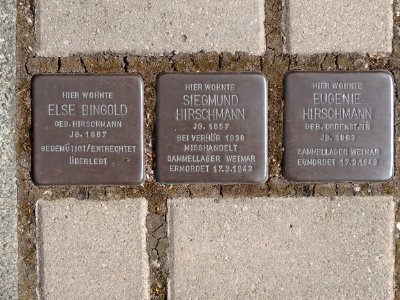 HIER WOHNTE
ELSE BINGOLD
GEB. HIRSCHMANN
JG. 1887
GEDEMÜTIGT/ENTRECHTET
ÜBERLEBT
HIER WOHNTE
SIEGMUND
HIRSCHMANN
JG. 1857
BEI VERHÖR 1938
MISSHANDELT
SAMMELLAGER WEIMAR
ERMORDET 17.3.1943
HIER WOHNTE
EUGENIE
HIRSCHMANN
GEB. ORDENSTEIN
JG. 1863
SAMMELLAGER WEIMAR
ERMORDET 17.3.1943